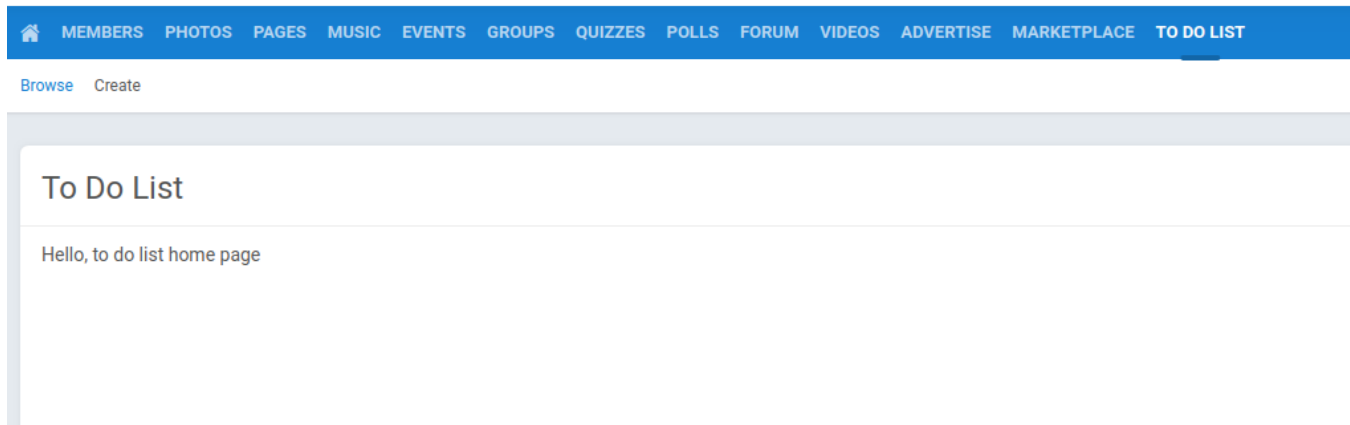 MEMBERS PHOTOS PAGES MUSIC EVENTS GROUPS QUIZZES POLLS FORUM VIDEOS ADVERTISE MARKETPLACE TO DO LIST
Browse Create
To Do List
Hello, to do list home page